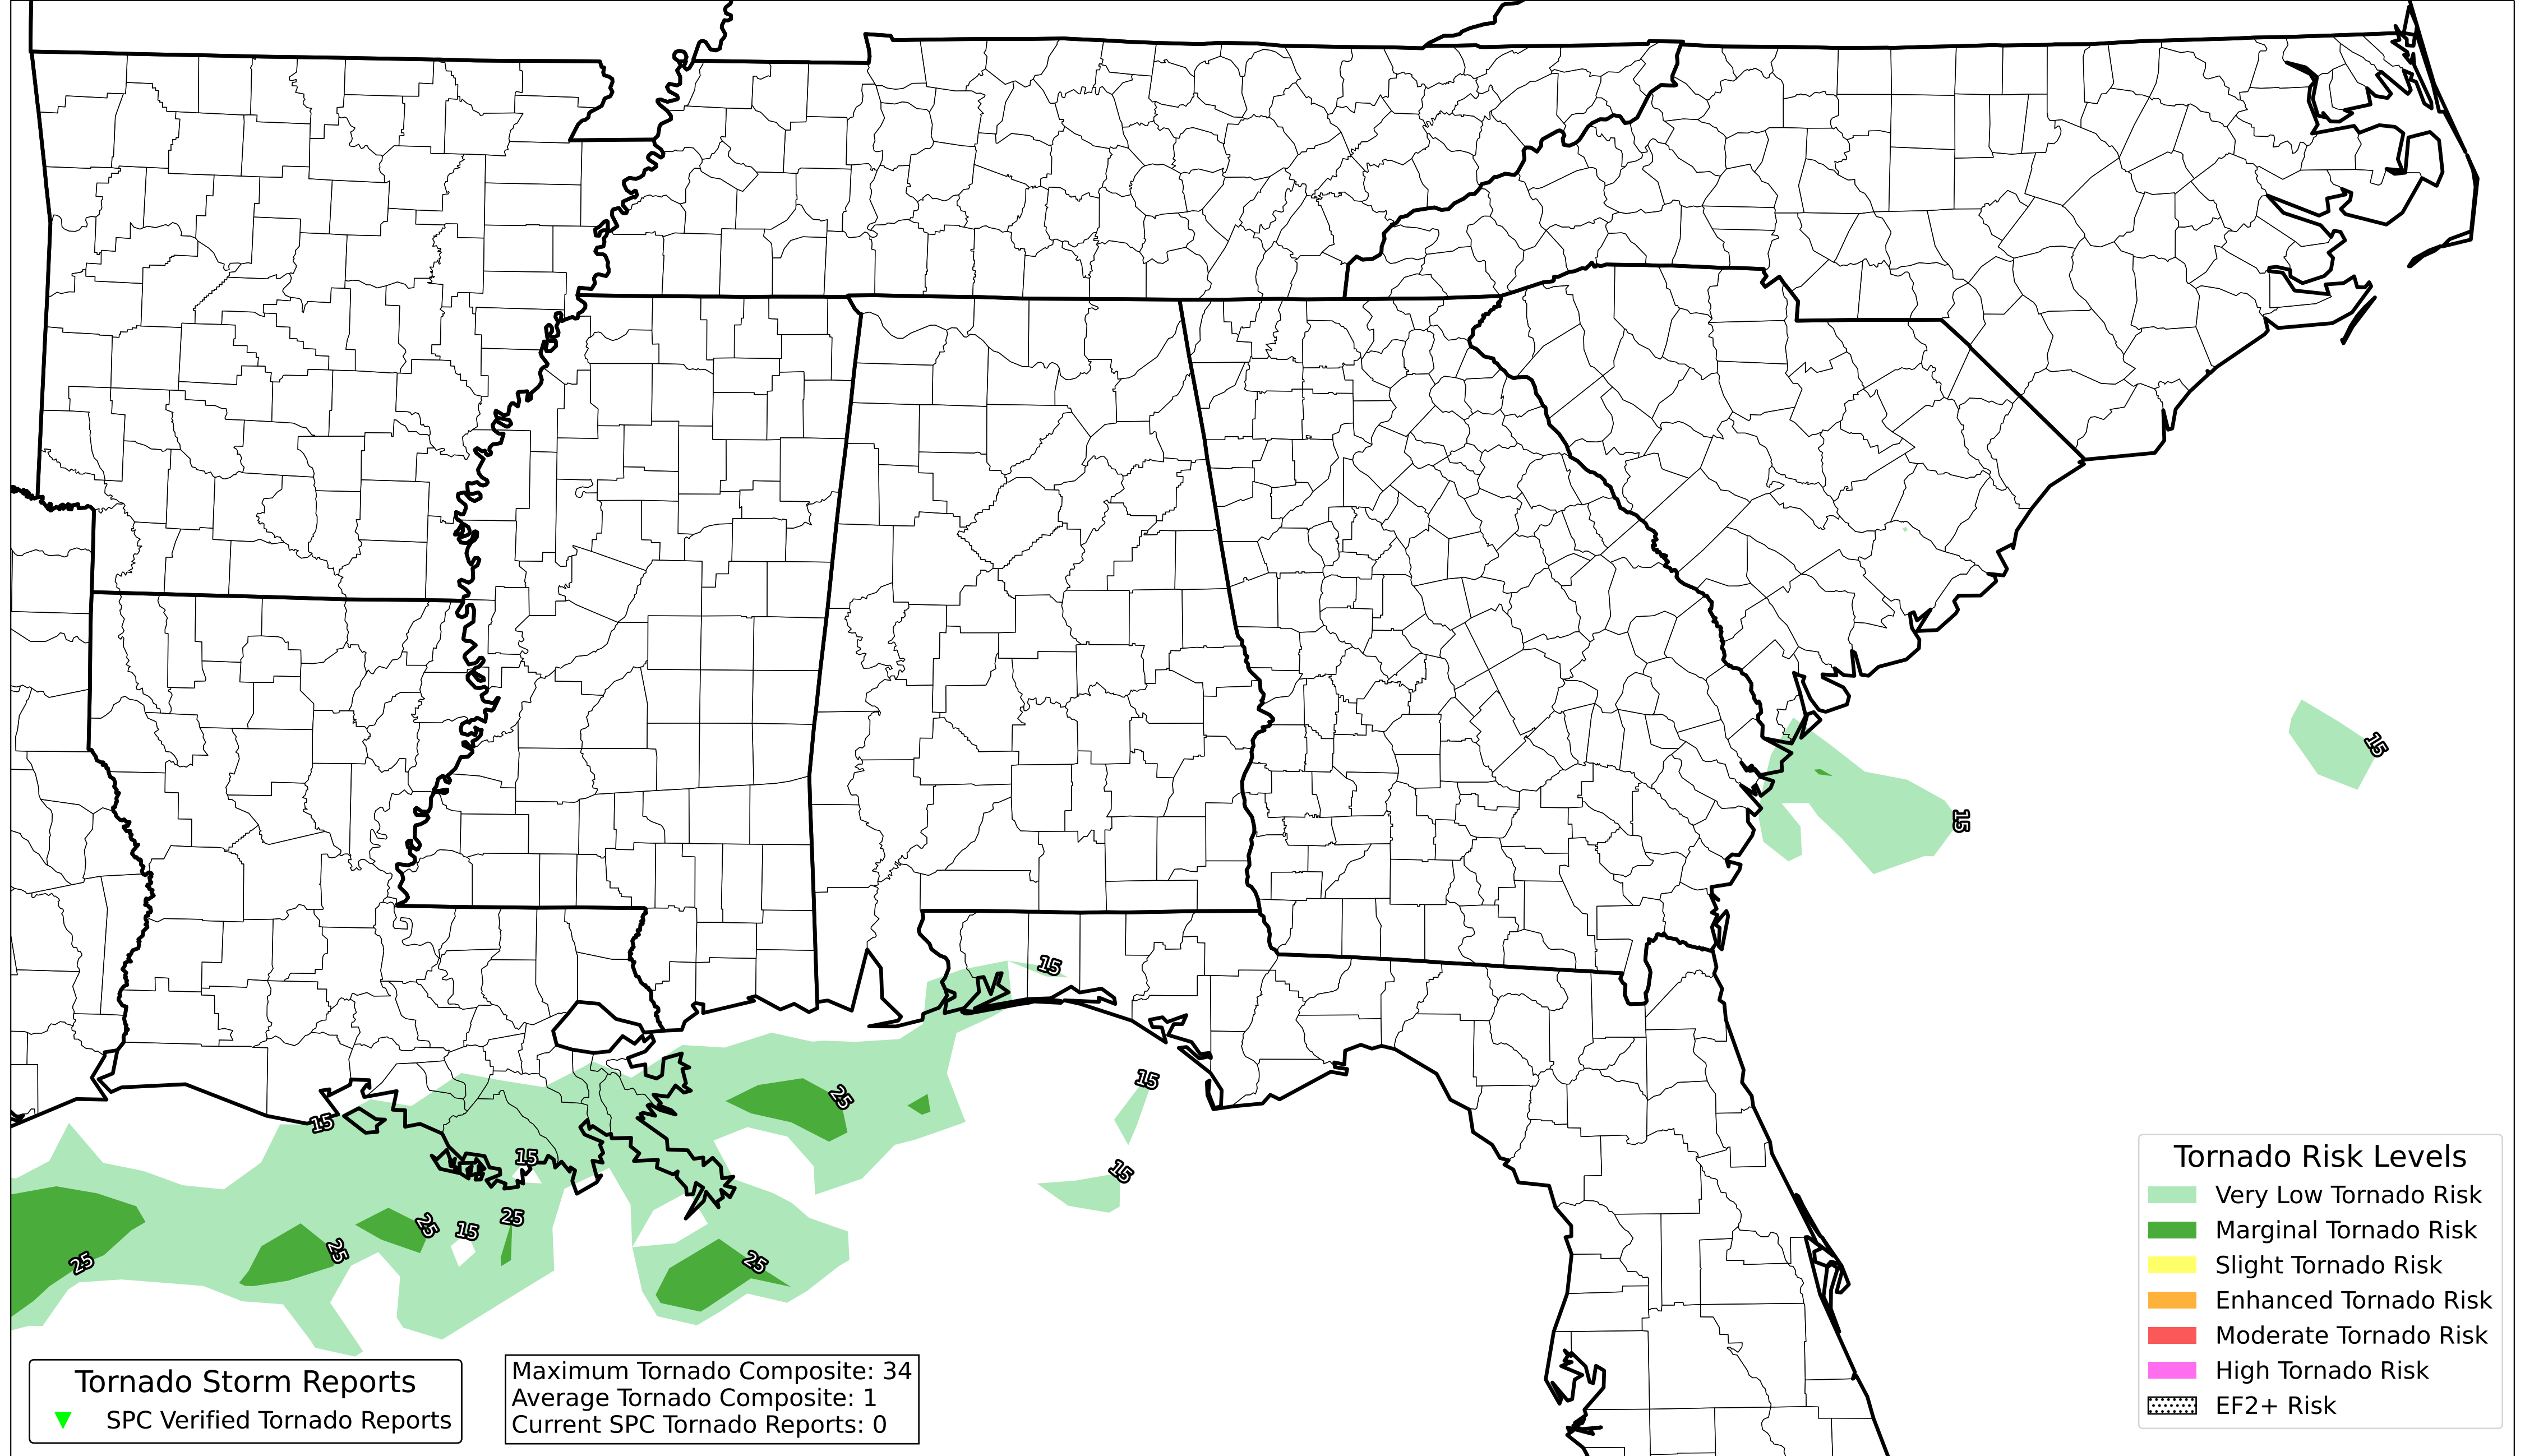 15
15
15
15
25
15
15
15
25
15
25
25
25
25
Tornado Risk Levels
Very Low Tornado Risk
Marginal Tornado Risk
Slight Tornado Risk
Enhanced Tornado Risk
Moderate Tornado Risk
High Tornado Risk
EF2+ Risk
Tornado Storm Reports
SPC Verified Tornado Reports
Maximum Tornado Composite: 34
Average Tornado Composite: 1
Current SPC Tornado Reports: 0